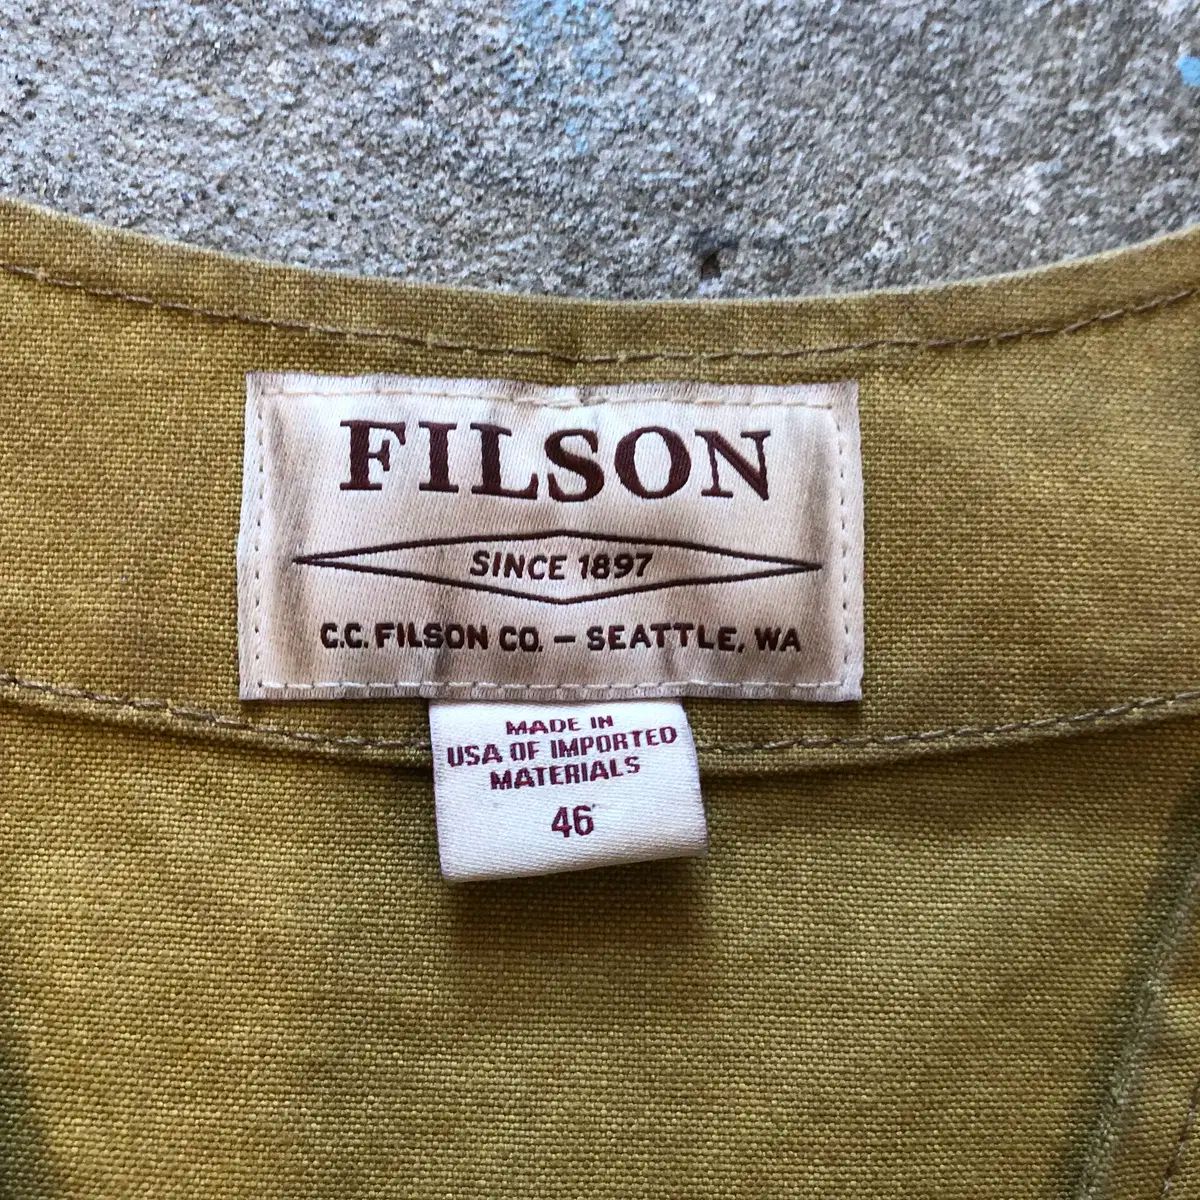 FILSON
SINCE 1897
C.C. FILSON CO. – SEATTLE, WA
MADE IN
USA OF IMPORTED
MATERIALS
46